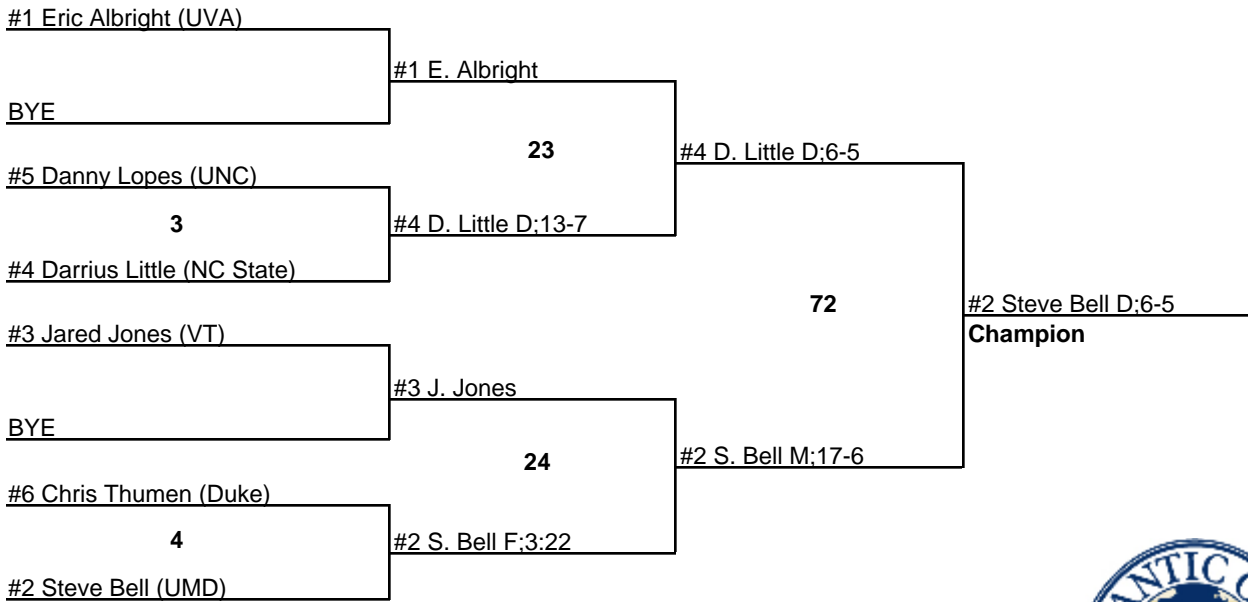 #1 Eric Albright (UVA)
#1 E. Albright
BYE
23
#4 D. Little D;6-5
#5 Danny Lopes (UNC)
3
#4 D. Little D;13-7
#4 Darrius Little (NC State)
72
#2 Steve Bell D;6-5
Champion
#3 Jared Jones (VT)
#3 J. Jones
BYE
24
#2 S. Bell M;17-6
#6 Chris Thumen (Duke)
4
#2 S. Bell F;3:22
#2 Steve Bell (UMD)